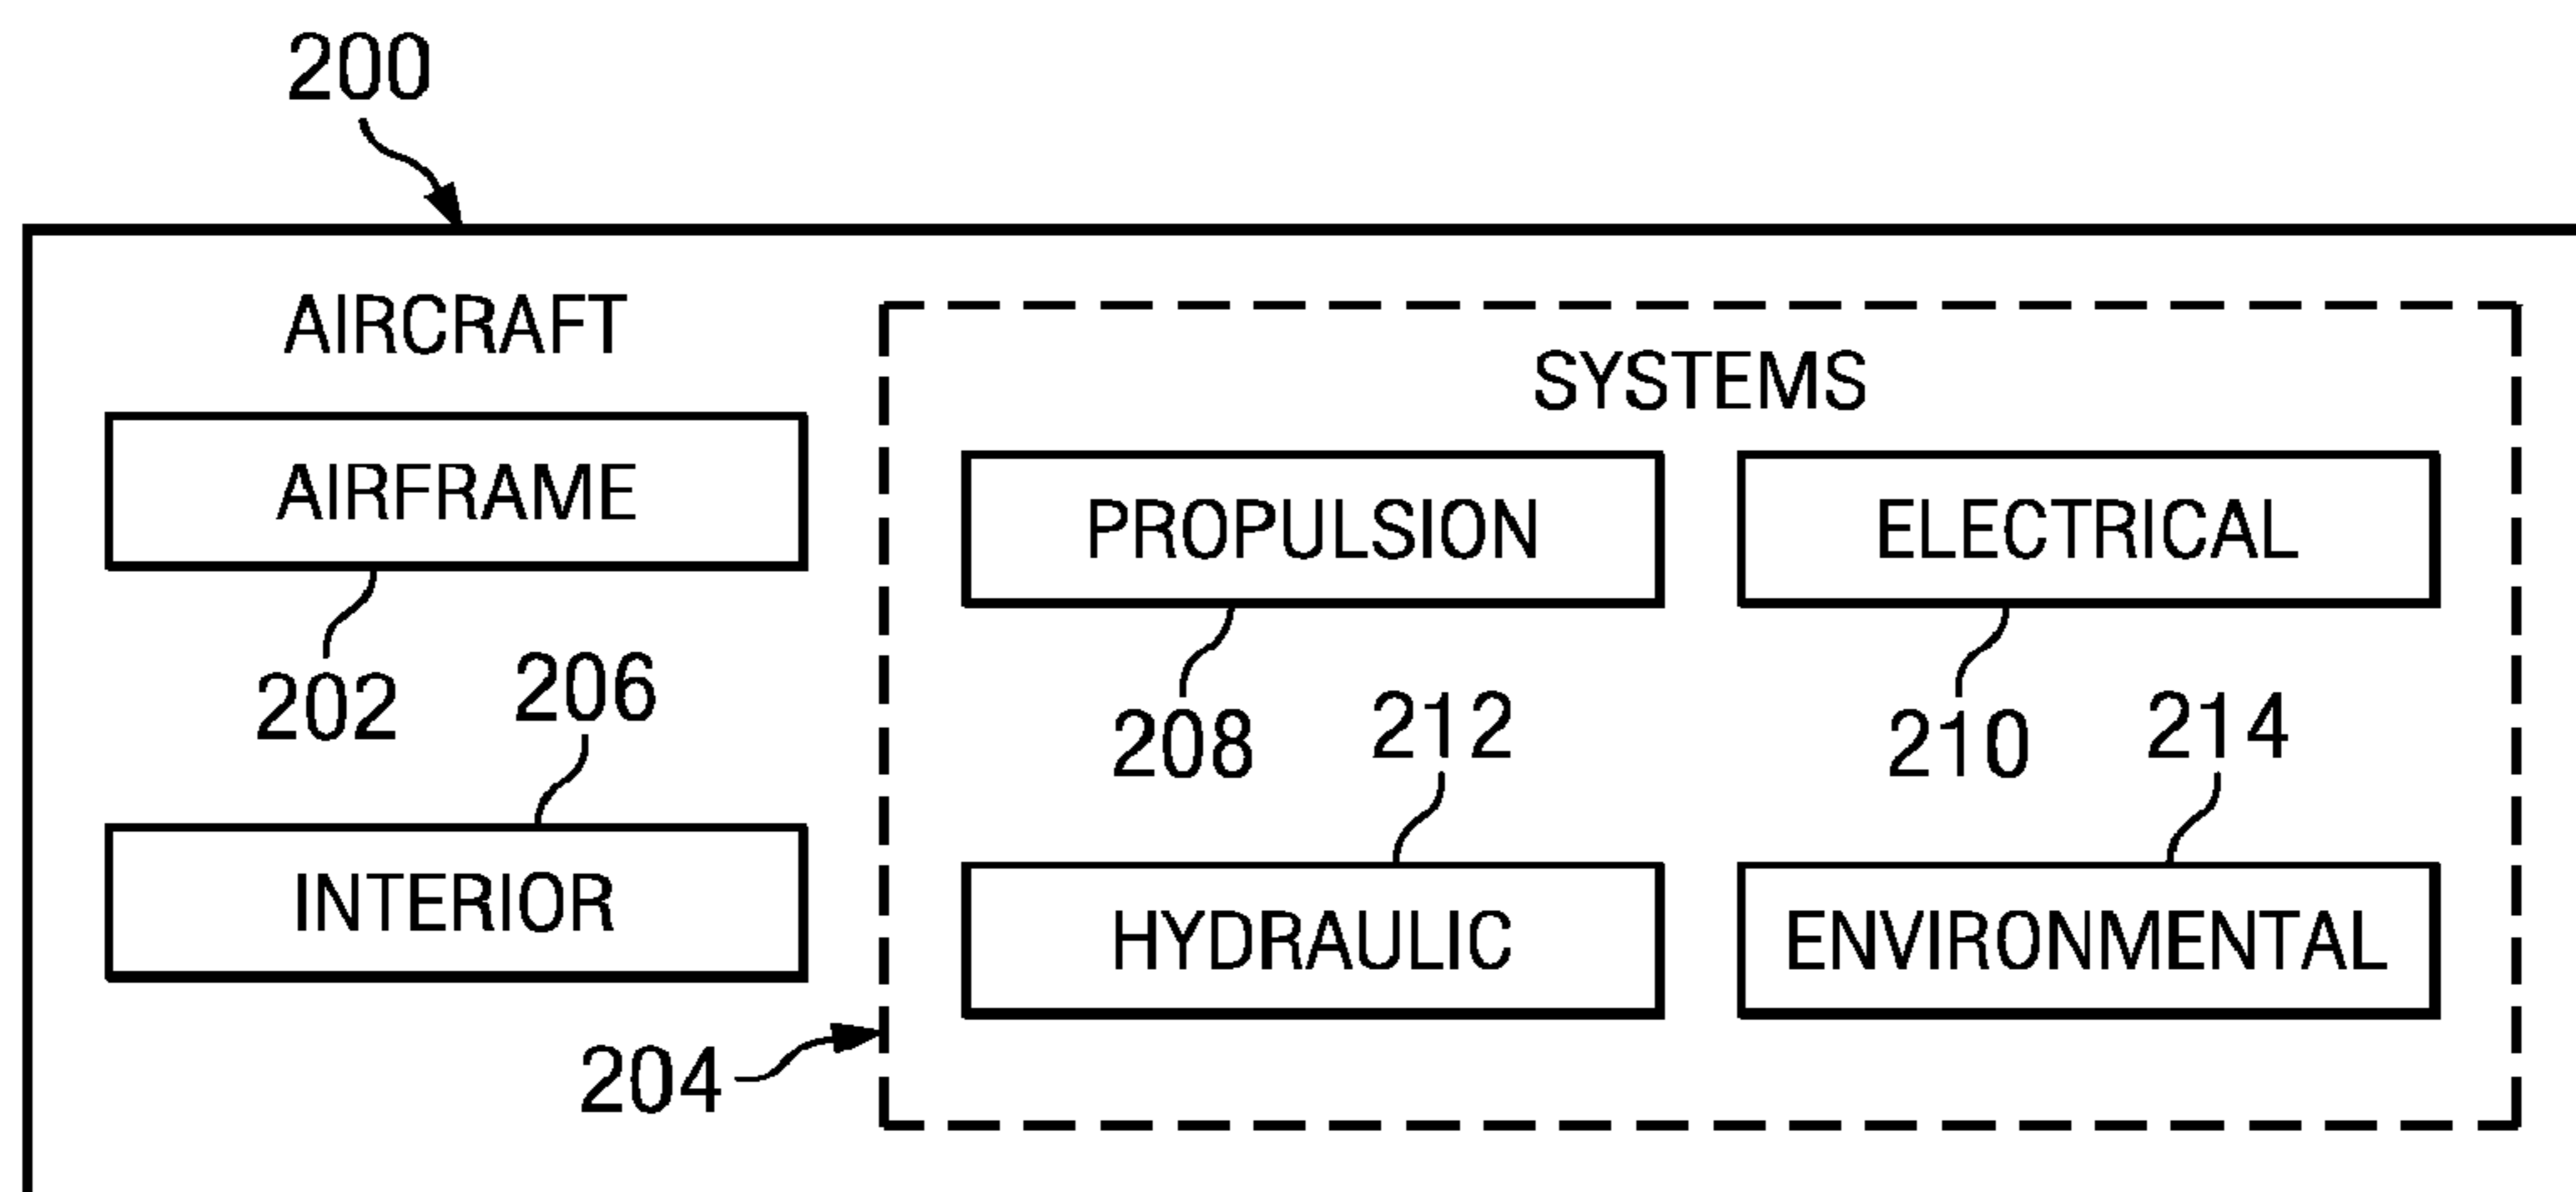 200
AIRCRAFT
SYSTEMS
AIRFRAME
PROPULSION
ELECTRICAL
202
206
208
212
210
214
INTERIOR
HYDRAULIC
ENVIRONMENTAL
204